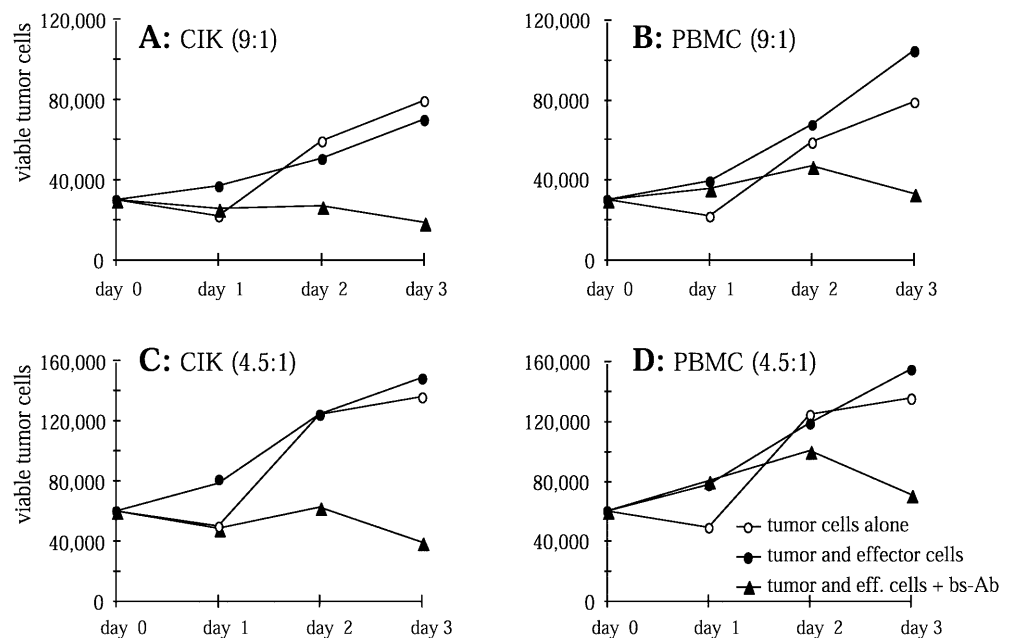 A: CIK (9:1)
viable tumor cells
120,000
80,000
40,000
0
day 0 day 1 day 2 day 3
B: PBMC (9:1)
120,000
80,000
40,000
0
day 0 day 1 day 2 day 3
C: CIK (4.5:1)
viable tumor cells
160,000
120,000
80,000
40,000
0
day 0 day 1 day 2 day 3
D: PBMC (4.5:1)
160,000
120,000
80,000
40,000
0
tumor cells alone
tumor and effector cells
tumor and eff. cells + bs-Ab
day 0 day 1 day 2 day 3